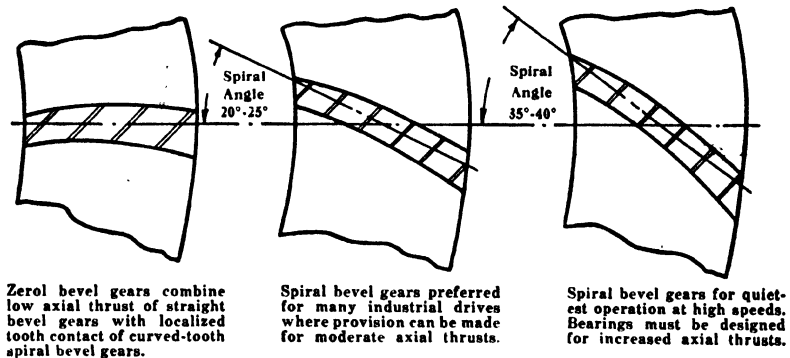 Spiral
Angle
20°-25°
Spiral
Angle
35°-40°
Zerol bevel gears combine
low axial thrust of straight
bevel gears with localized
tooth contact of curved-tooth
spiral bevel gears.
Spiral bevel gears preferred
for many industrial drives
where provision can be made
for moderate axial thrusts.
Spiral bevel gears for quiet-
est operation at high speeds.
Bearings must be designed
for increased axial thrusts.